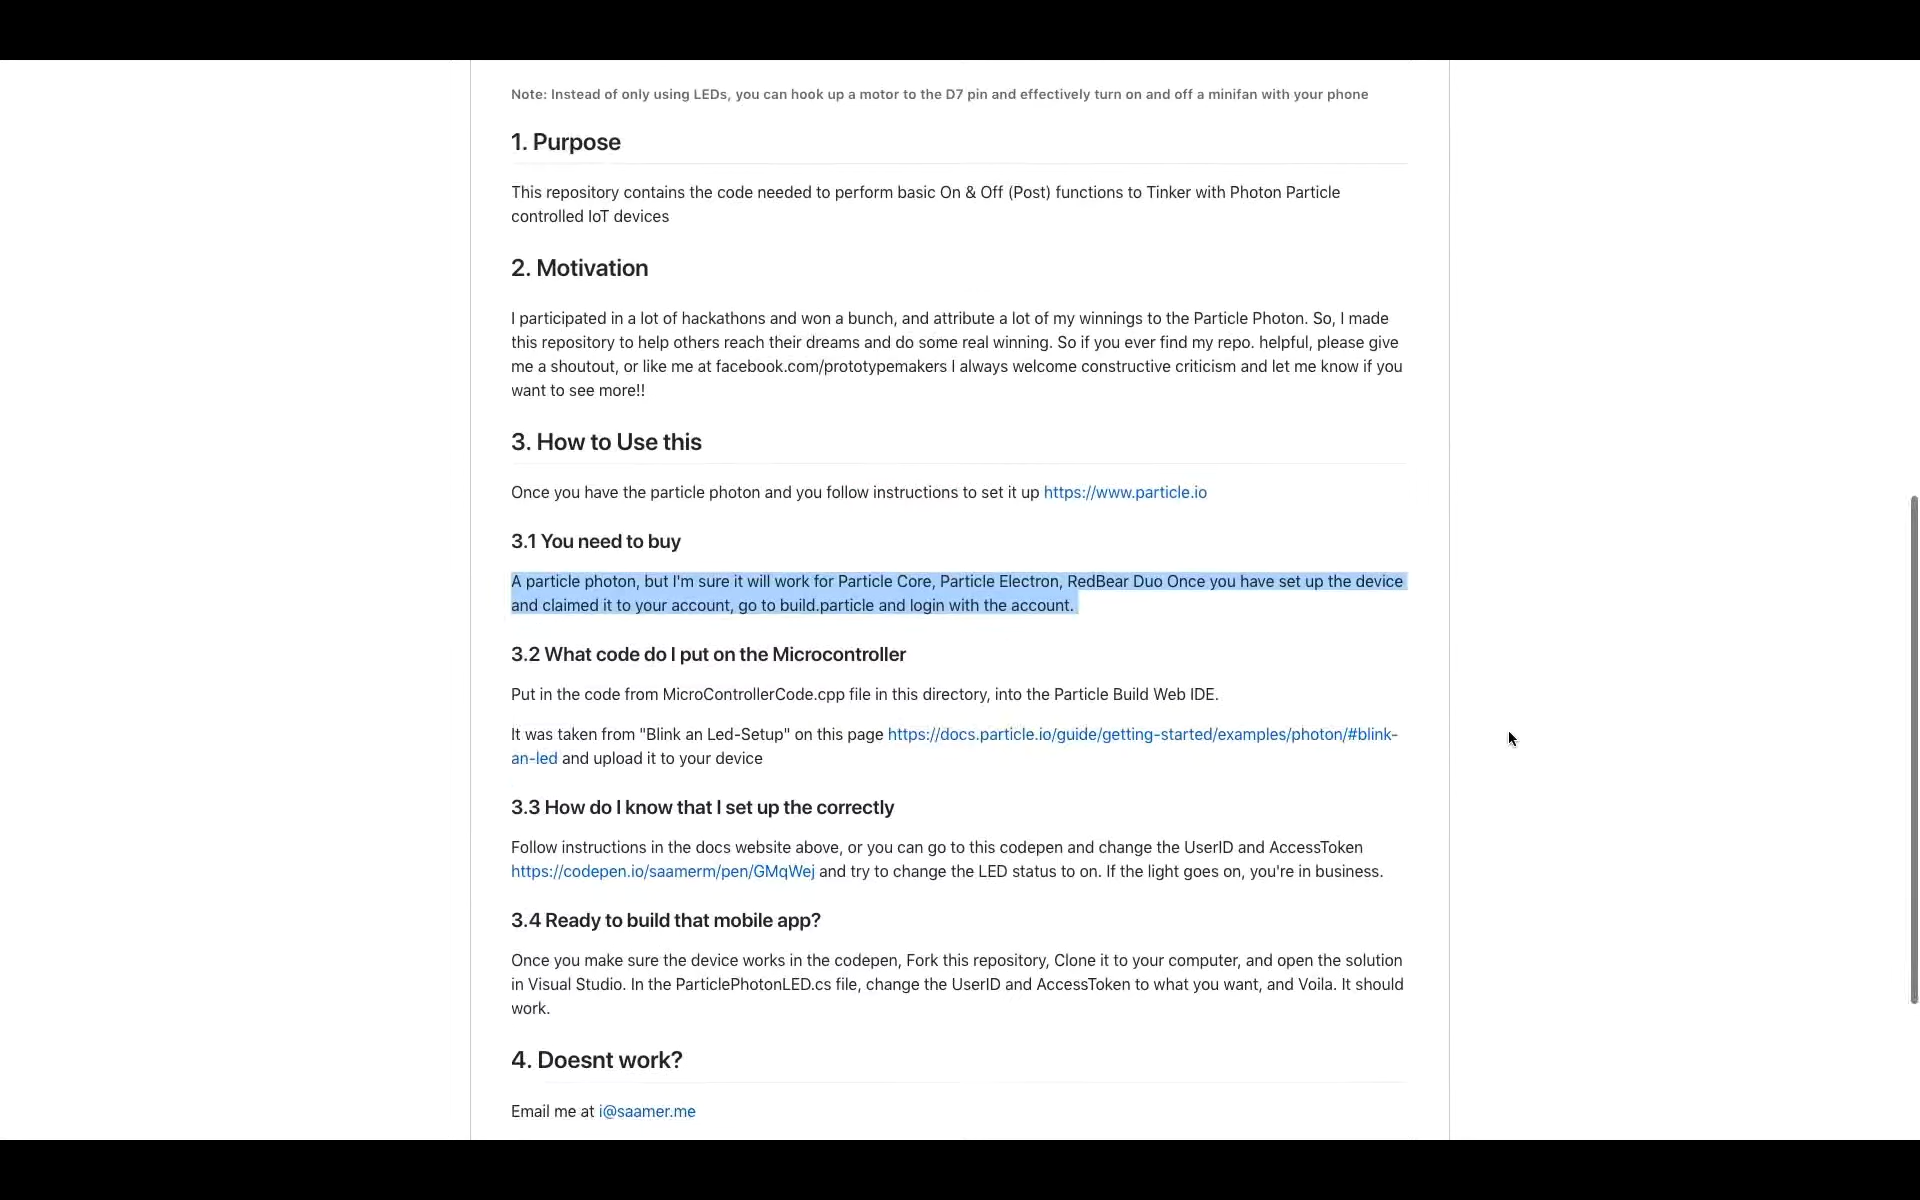 Note: Instead of only using LEDs, you can hook up a motor to the D7 pin and effectively turn on and off a minifan with your phone
1. Purpose
This repository contains the code needed to perform basic On & Off (Post) functions to Tinker with Photon Particle
controlled IoT devices
2. Motivation
I participated in a lot of hackathons and won a bunch, and attribute a lot of my winnings to the Particle Photon. So, I made
this repository to help others reach their dreams and do some real winning. So if you ever find my repo. helpful, please give
me a shoutout, or like me at facebook.com/prototypemakers I always welcome constructive criticism and let me know if you
want to see more!!
3. How to Use this
Once you have the particle photon and you follow instructions to set it up https://www.particle.io
3.1 You need to buy
A particle photon, but I'm sure it will work for Particle Core, Particle Electron, RedBear Duo Once you have set up the device
and claimed it to your account, go to build.particle and login with the account.
3.2 What code do I put on the Microcontroller
Put in the code from MicroControllerCode.cpp file in this directory, into the Particle Build Web IDE.
It was taken from "Blink an Led-Setup" on this page https://docs.particle.io/guide/getting-started/examples/photon/#blink-
an-led and upload it to your device
3.3 How do I know that I set up the correctly
Follow instructions in the docs website above, or you can go to this codepen and change the UserID and AccessToken
https://codepen.io/saamerm/pen/GMqWej and try to change the LED status to on. If the light goes on, you're in business.
3.4 Ready to build that mobile app?
Once you make sure the device works in the codepen, Fork this repository, Clone it to your computer, and open the solution
in Visual Studio. In the ParticlePhotonLED.cs file, change the UserID and AccessToken to what you want, and Voila. It should
work.
4. Doesnt work?
Email me at i@saamer.me